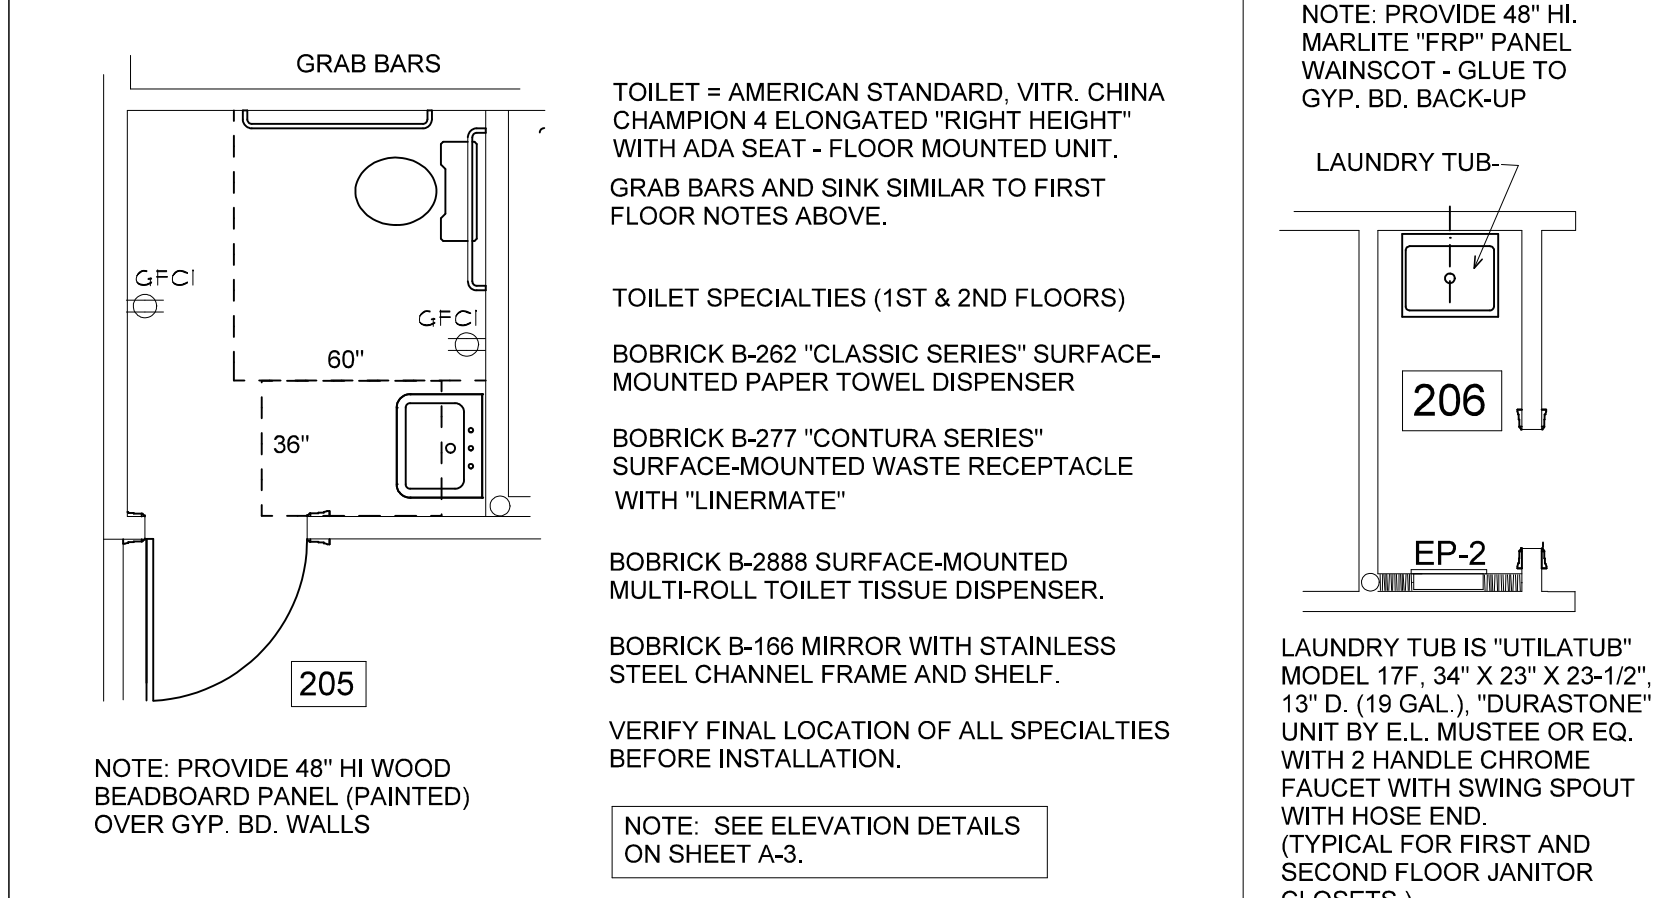 GRAB BARS
GFCI
GFCI
60"
36"
205
NOTE: PROVIDE 48" HI WOOD
BEADBOARD PANEL (PAINTED)
OVER GYP. BD. WALLS
TOILET = AMERICAN STANDARD, VITR. CHINA
CHAMPION 4 ELONGATED "RIGHT HEIGHT"
WITH ADA SEAT - FLOOR MOUNTED UNIT.
GRAB BARS AND SINK SIMILAR TO FIRST
FLOOR NOTES ABOVE.
TOILET SPECIALTIES (1ST & 2ND FLOORS)
BOBRICK B-262 "CLASSIC SERIES" SURFACE-
MOUNTED PAPER TOWEL DISPENSER
BOBRICK B-277 "CONTURA SERIES"
SURFACE-MOUNTED WASTE RECEPTACLE
WITH "LINERMATE"
BOBRICK B-2888 SURFACE-MOUNTED
MULTI-ROLL TOILET TISSUE DISPENSER.
BOBRICK B-166 MIRROR WITH STAINLESS
STEEL CHANNEL FRAME AND SHELF.
VERIFY FINAL LOCATION OF ALL SPECIALTIES
BEFORE INSTALLATION.
NOTE: SEE ELEVATION DETAILS
ON SHEET A-3.
NOTE: PROVIDE 48" HI.
MARLITE "FRP" PANEL
WAINSCOT - GLUE TO
GYP. BD. BACK-UP
LAUNDRY TUB
206
EP-2
LAUNDRY TUB IS "UTILATUB"
MODEL 17F, 34" X 23" X 23-1/2",
13" D. (19 GAL.), "DURASTONE"
UNIT BY E.L. MUSTEE OR EQ.
WITH 2 HANDLE CHROME
FAUCET WITH SWING SPOUT
WITH HOSE END.
(TYPICAL FOR FIRST AND
SECOND FLOOR JANITOR
CLOSETS.)